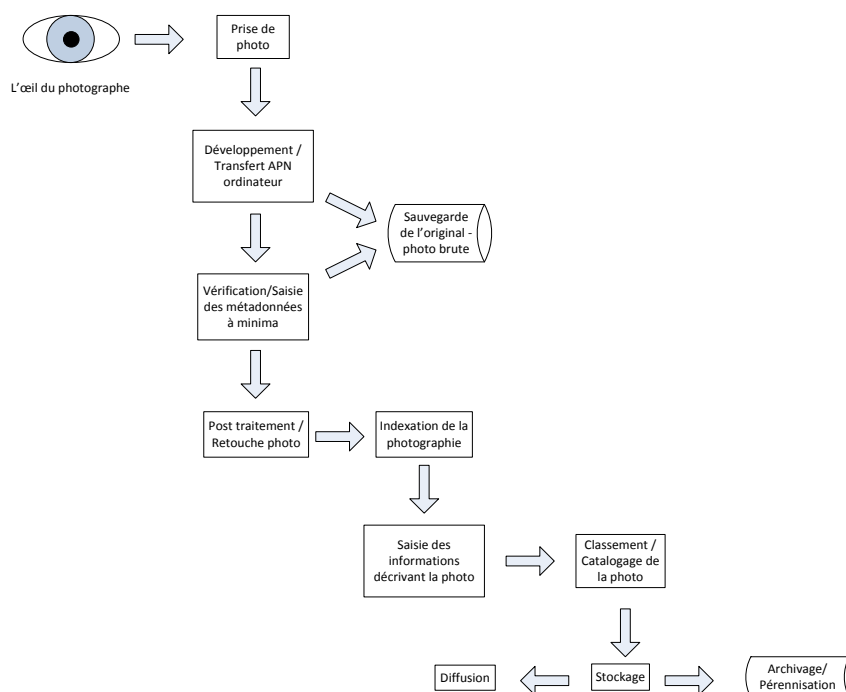 Prise de
photo
L'œil du photographe
Développement /
Transfert APN
ordinateur
Sauvegarde
de l'original -
photo brute
Vérification/Saisie
des métadonnées
à minima
Post traitement /
Retouche photo
Indexation de la
photographie
Saisie des
informations
décrivant la photo
Classement /
Catalogage de
la photo
Diffusion
Stockage
Archivage/
Pérennisation